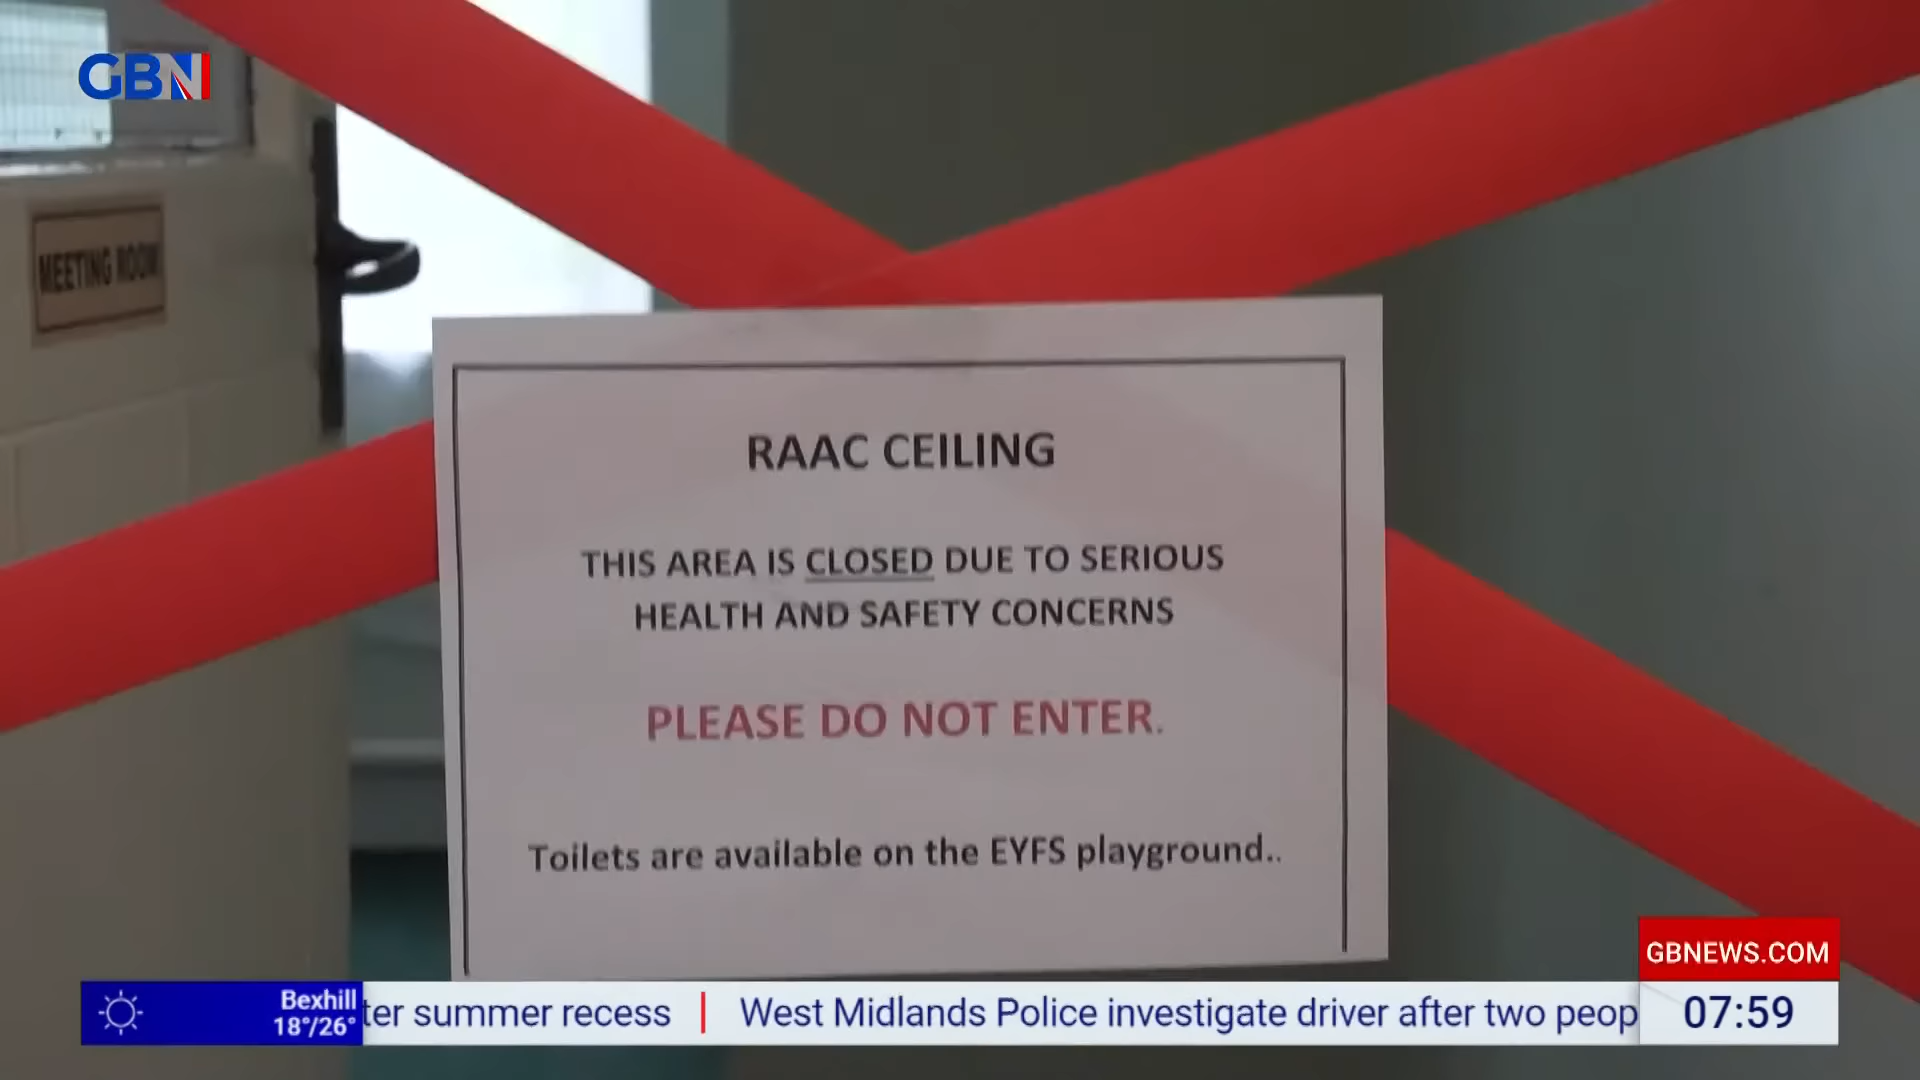 GBN
MEETING ROOM
RAAC CEILING
THIS AREA IS CLOSED DUE TO SERIOUS
HEALTH AND SAFETY CONCERNS
PLEASE DO NOT ENTER.
Toilets are available on the EYFS playground..
GBNEWS.COM
Bexhill
18°/26°
ter summer recess | West Midlands Police investigate driver after two peop
07:59